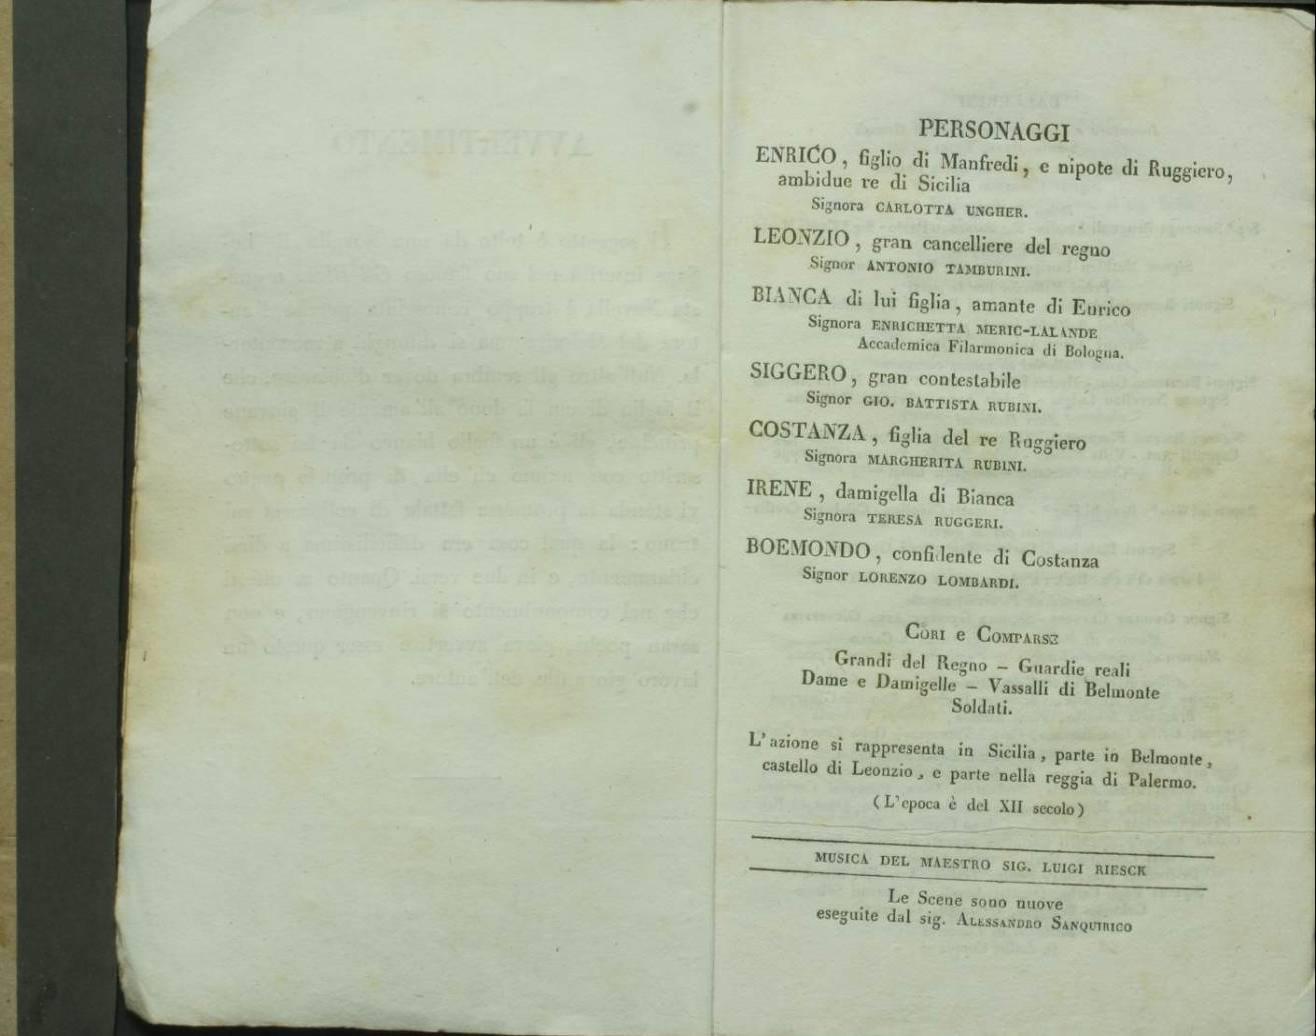 PERSONAGGI
ENRICO, figlio di Manfredi, e nipote di Ruggiero,
ambidue re di Sicilia
Signora CARLOTTA UNGHER.
LEONZIO, gran cancelliere del regno
Signor ANTONIO TAMBURINI.
BIANCA di lui figlia, amante di Enrico
Signora ENRICHETTA MERIC-LALANDE
Accademica Filarmonica di Bologna.
SIGGERO, gran contestabile
Signor GIO. BATTISTA RUBINI.
COSTANZA, figlia del re Ruggiero
Signora MARGHERITA RUBINI.
IRENE, damigella di Bianca
Signora TERESA RUGGERI.
BOEMONDO, confidente di Costanza
Signor LORENZO LOMBARDI.
CORI e COMPARSE
Grandi del Regno – Guardie reali
Dame e Damigelle – Vassalli di Belmonte
Soldati.
L'azione si rappresenta in Sicilia, parte in Belmonte,
castello di Leonzio, e parte nella reggia di Palermo.
(L'epoca è del XII secolo)
MUSICA DEL MAESTRO SIG. LUIGI RIESCK
Le Scene sono nuove
eseguite dal sig. ALESSANDRO SANQUIRICO